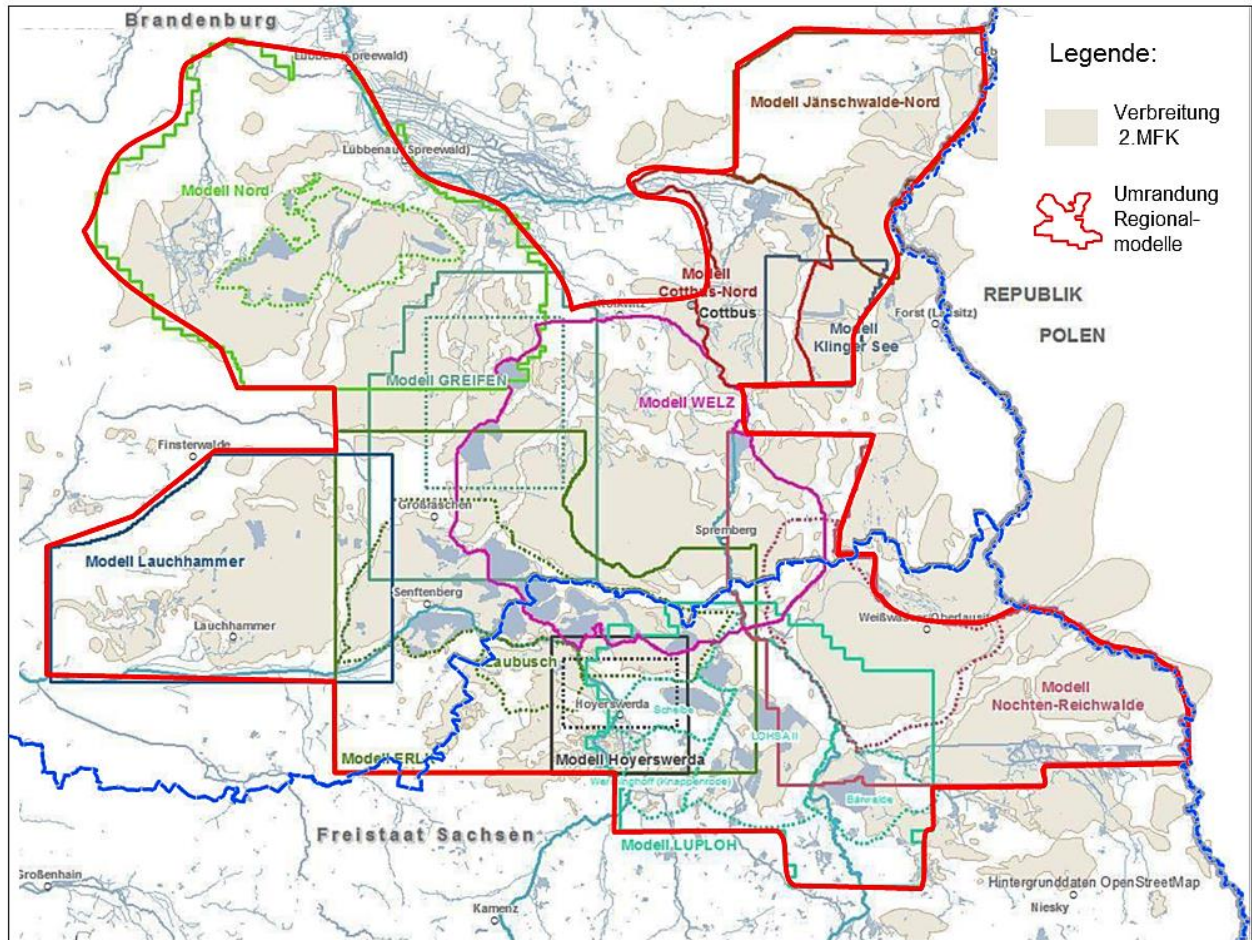 Brandenburg
Lübben (Spreewald)
Legende:
Modell Jänschwalde-Nord
Verbreitung
2.MFK
Lübbenau (Spreewald)
Modell Nord
Umrandung
Regional-
modelle
Modell
Cottbus-Nord
Cottbus
REPUBLIK
POLEN
Forst (Lausitz)
Modell
Klinger See
Modell GREIFEN
Modell WELZ
Finsterwalde
Großräschen
Spremberg
Modell Lauchhammer
Senftenberg
Lauchhammer
Weißwasser/Oberlausitz
Laubusch
Modell
Nochten-Reichwalde
Hoyerswerda
Scheibe
LOHSA II
Modell ERLK
Modell Hoyerswerda
(Knappenrode)
Bärwalde
Freistaat Sachsen
Modell LUPLOH
Großenhain
Hintergrunddaten OpenStreetMap
Niesky
Kamenz